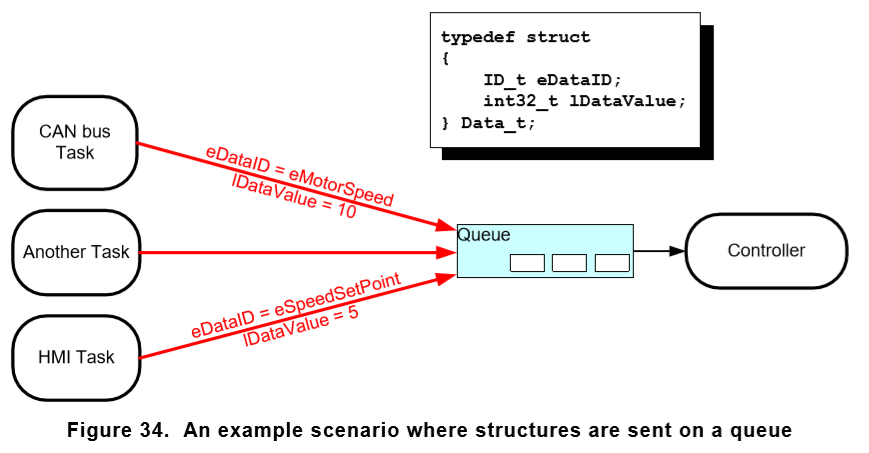 typedef struct
{
ID_t eDataID;
int32_t lDataValue;
} Data_t;
CAN bus
Task
eDataID = eMotorSpeed
lDataValue = 10
Another Task
Queue
Controller
eDataID = eSpeedSetPoint
lDataValue = 5
HMI Task
Figure 34. An example scenario where structures are sent on a queue